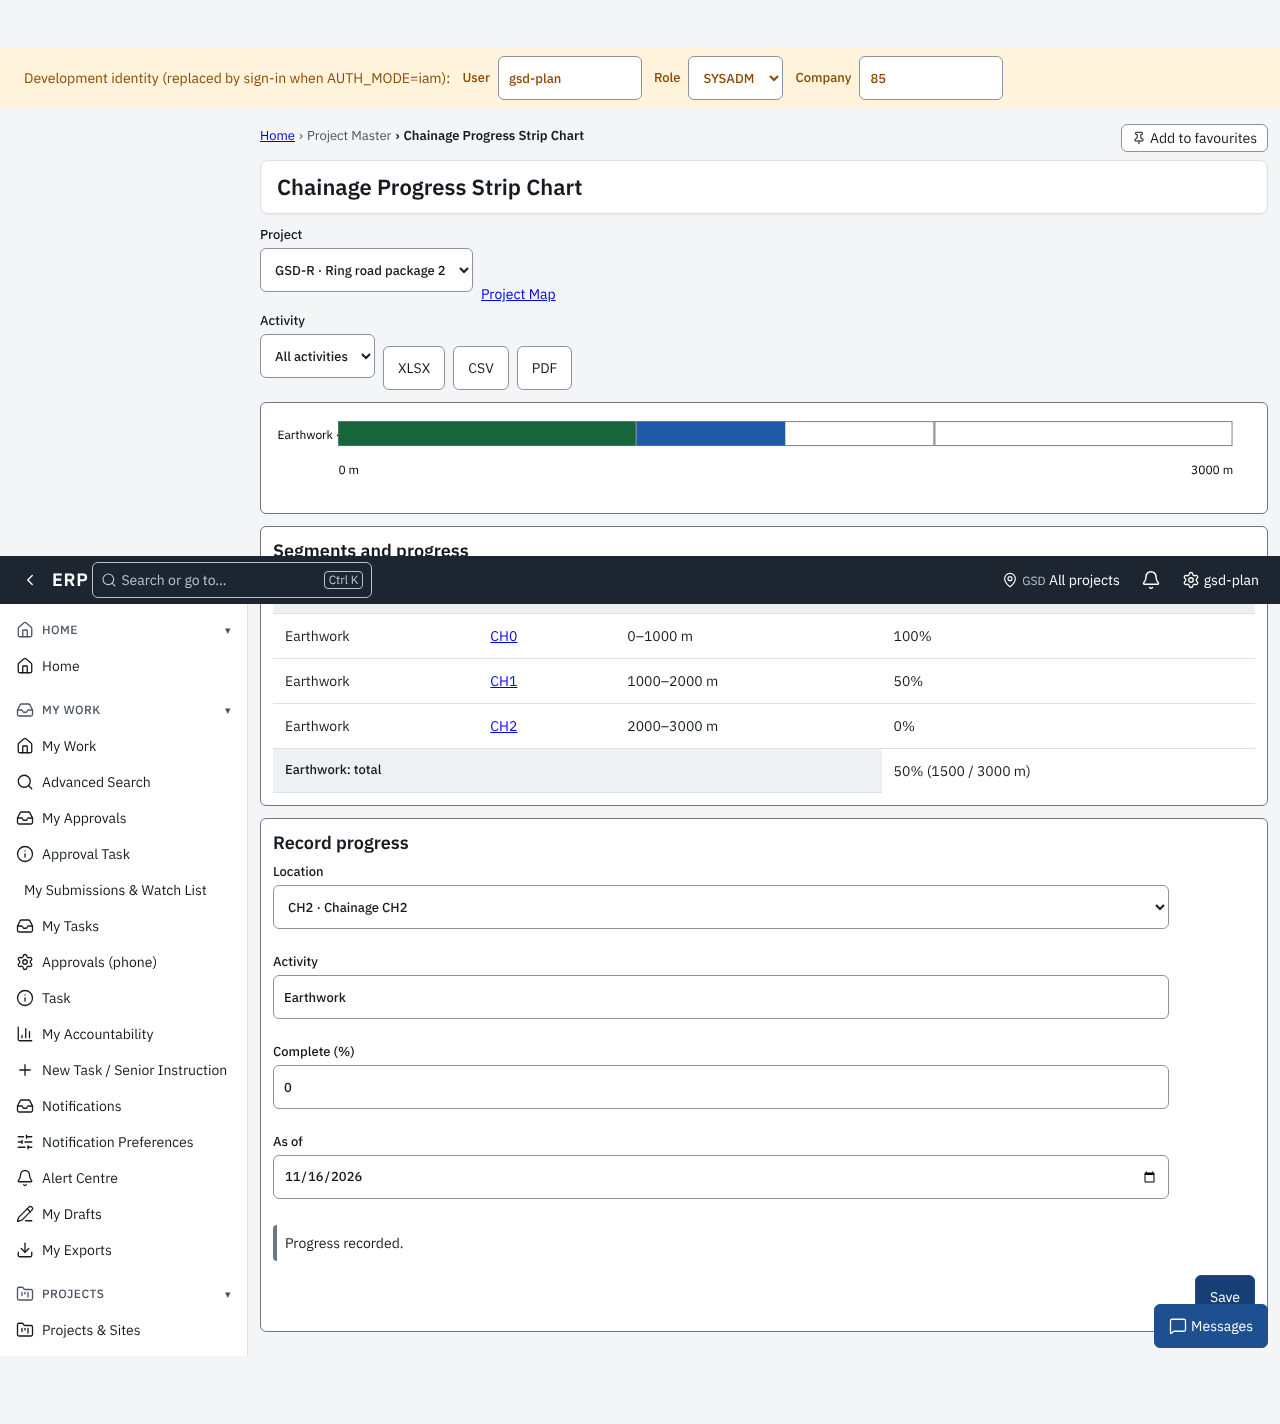 Development identity (replaced by sign-in when AUTH_MODE=iam): User gsd-plan Role SYSADM Company 85
Home › Project Master › Chainage Progress Strip Chart
Add to favourites
Chainage Progress Strip Chart
Project
GSD-R · Ring road package 2
Project Map
Activity
All activities
XLSX
CSV
PDF
Earthwork ·
0 m
3000 m
Segments and progress
ERP
Search or go to...
Ctrl K
GSD All projects
gsd-plan
HOME
Home
MY WORK
My Work
Advanced Search
My Approvals
Approval Task
My Submissions & Watch List
My Tasks
Approvals (phone)
Task
My Accountability
New Task / Senior Instruction
Notifications
Notification Preferences
Alert Centre
My Drafts
My Exports
PROJECTS
Projects & Sites
Earthwork CH0 0–1000 m 100%
Earthwork CH1 1000–2000 m 50%
Earthwork CH2 2000–3000 m 0%
Earthwork: total 50% (1500 / 3000 m)
Record progress
Location
CH2 · Chainage CH2
Activity
Earthwork
Complete (%)
0
As of
11/16/2026
Progress recorded.
Save
Messages